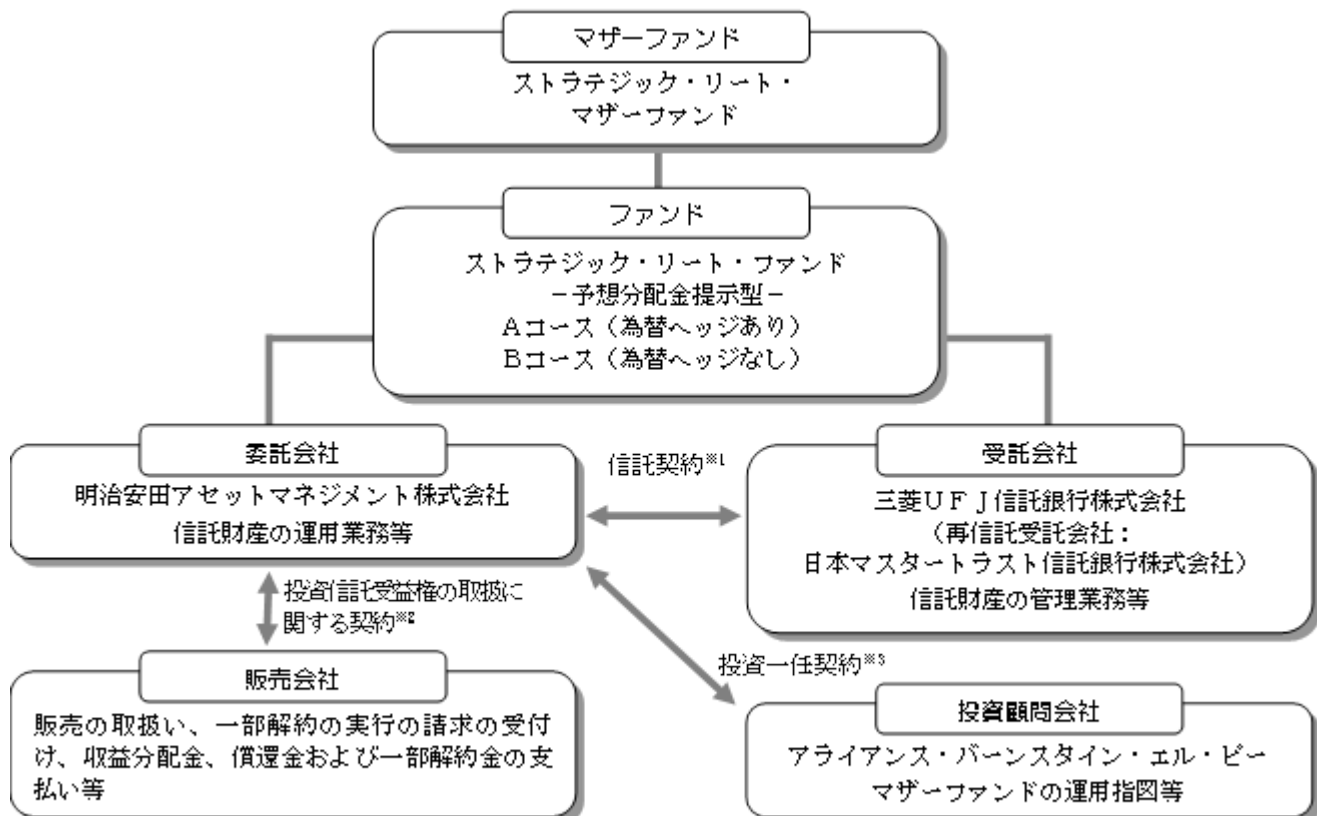 マザーファンド
ストラテジック・リート・
マザーファンド
ファンド
ストラテジック・リート・ファンド
－予想分配金提示型－
Ａコース（為替ヘッジあり）
Ｂコース（為替ヘッジなし）
委託会社
明治安田アセットマネジメント株式会社
信託財産の運用業務等
信託契約※1
受託会社
三菱ＵＦＪ信託銀行株式会社
（再信託受託会社：
日本マスタートラスト信託銀行株式会社）
信託財産の管理業務等
投資信託受益権の取扱に
関する契約※2
投資一任契約※3
販売会社
販売の取扱い、一部解約の実行の請求の受付
け、収益分配金、償還金および一部解約金の支
払い等
投資顧問会社
アライアンス・バーンスタイン・エル・ピー
マザーファンドの運用指図等